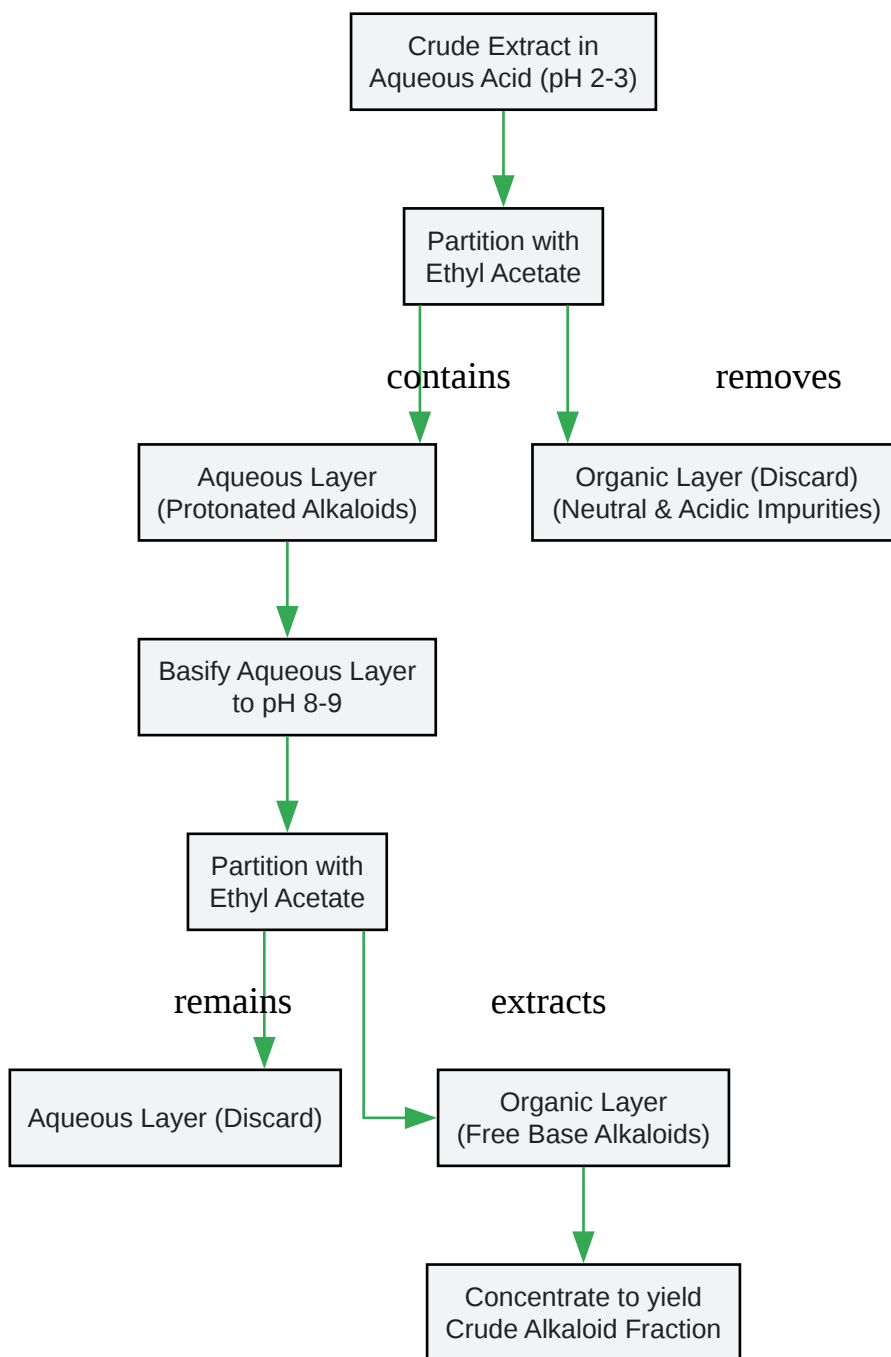 Crude Extract in
Aqueous Acid (pH 2-3)
Partition with
Ethyl Acetate
contains
removes
Aqueous Layer
(Protonated Alkaloids)
Organic Layer (Discard)
(Neutral & Acidic Impurities)
Basify Aqueous Layer
to pH 8-9
Partition with
Ethyl Acetate
remains
extracts
Aqueous Layer (Discard)
Organic Layer
(Free Base Alkaloids)
Concentrate to yield
Crude Alkaloid Fraction